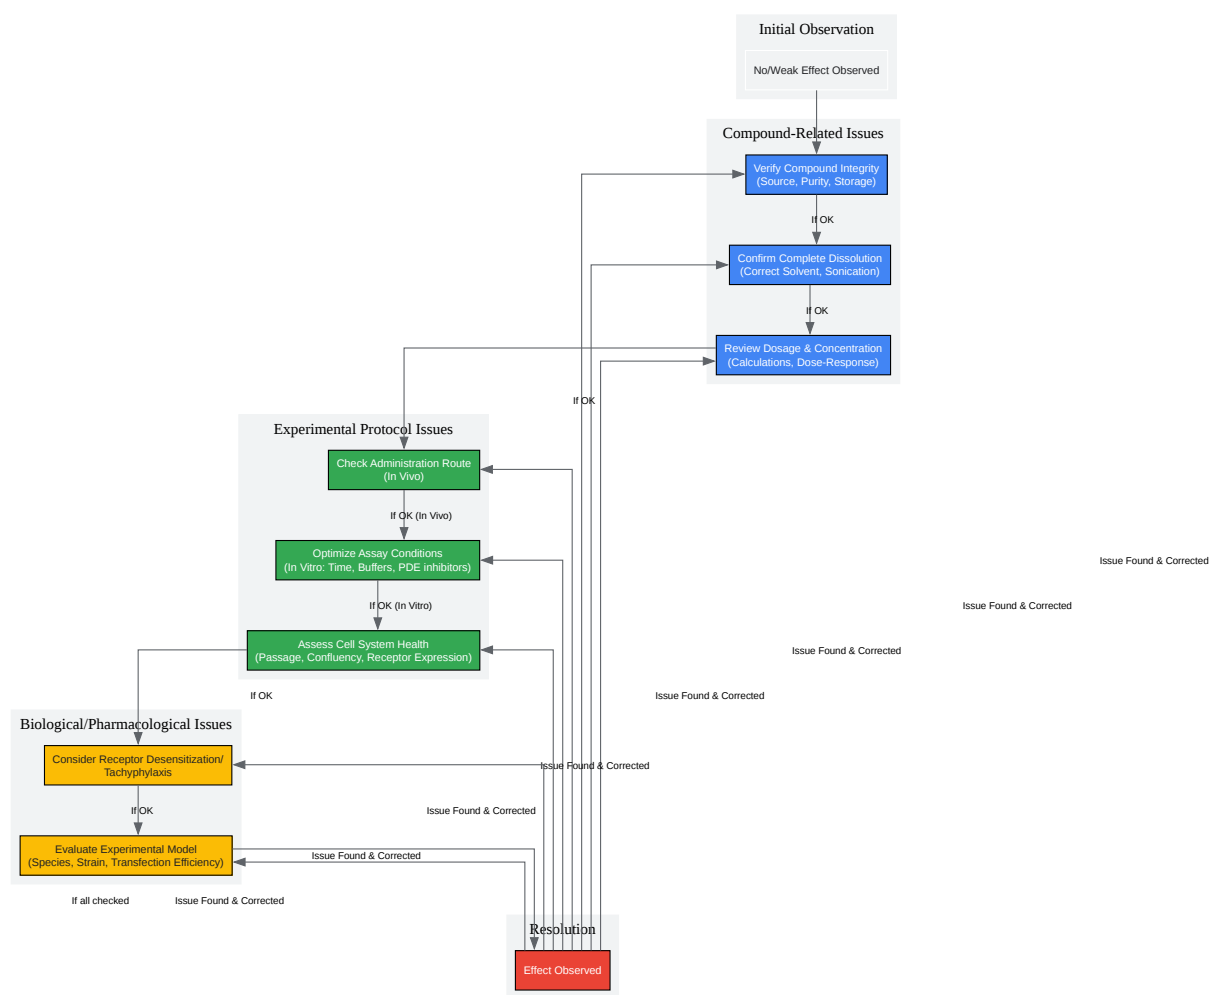 Initial Observation
No/Weak Effect Observed
Compound-Related Issues
Verify Compound Integrity
(Source, Purity, Storage)
If OK
Confirm Complete Dissolution
(Correct Solvent, Sonication)
If OK
Review Dosage & Concentration
(Calculations, Dose-Response)
If OK
Experimental Protocol Issues
Check Administration Route
(In Vivo)
If OK (In Vivo)
Optimize Assay Conditions
(In Vitro: Time, Buffers, PDE inhibitors)
Issue Found & Corrected
If OK (In Vitro)
Issue Found & Corrected
Assess Cell System Health
(Passage, Confluency, Receptor Expression)
Issue Found & Corrected
If OK
Issue Found & Corrected
Biological/Pharmacological Issues
Consider Receptor Desensitization/
Tachyphylaxis
Issue Found & Corrected
If OK
Issue Found & Corrected
Evaluate Experimental Model
(Species, Strain, Transfection Efficiency)
Issue Found & Corrected
If all checked
Issue Found & Corrected
Resolution
Effect Observed